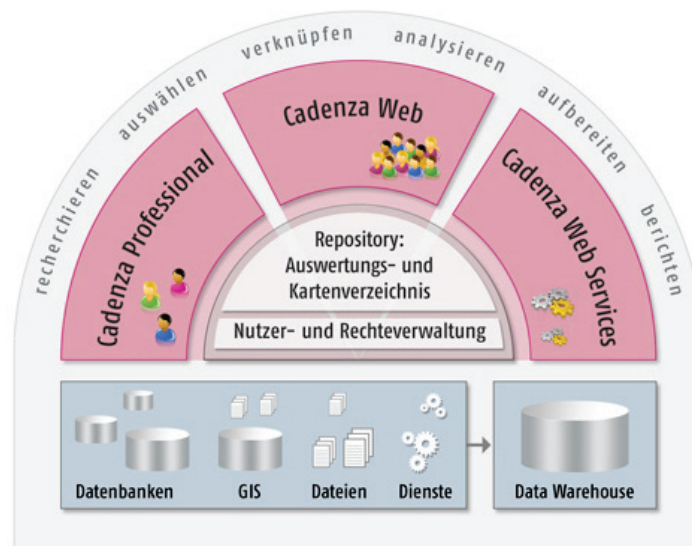 recherchieren auswählen verknüpfen analysieren aufbereiten berichten
Cadenza Professional
Cadenza Web
Cadenza Web Services
Repository:
Auswertungs- und
Kartenverzeichnis
Nutzer- und Rechteverwaltung
Datenbanken
GIS
Dateien
Dienste
Data Warehouse